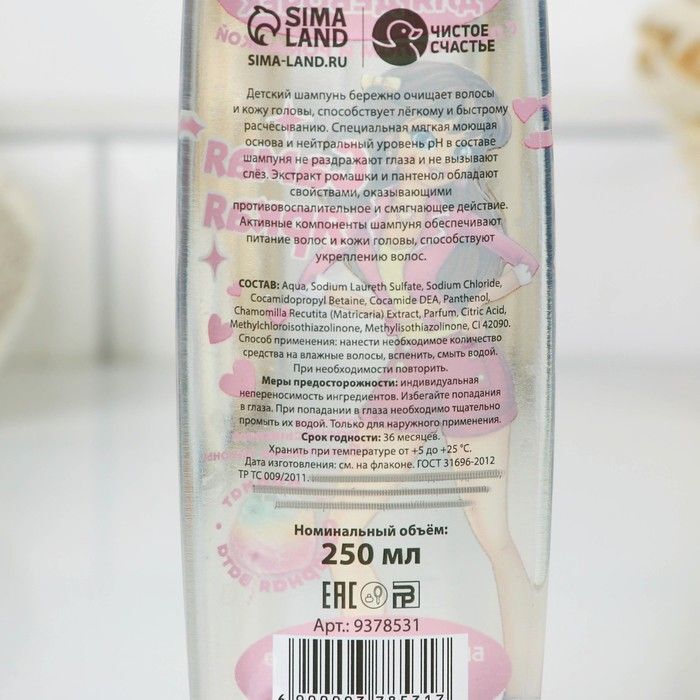 SIMA
LAND
SIMA-LAND.RU
ЧИСТОЕ
СЧАСТЬЕ
Детский шампунь бережно очищает волосы
и кожу головы, способствует лёгкому и быстрому
расчёсыванию. Специальная мягкая моющая
основа и нейтральный уровень pH в составе
шампуня не раздражают глаза и не вызывают
слёз. Экстракт ромашки и пантенол обладают
свойствами, оказывающими
противовоспалительное и смягчающее действие.
Активные компоненты шампуня обеспечивают
питание волос и кожи головы, способствуют
укреплению волос.
СОСТАВ: Aqua, Sodium Laureth Sulfate, Sodium Chloride,
Cocamidopropyl Betaine, Cocamide DEA, Panthenol,
Chamomilla Recutita (Matricaria) Extract, Parfum, Citric Acid,
Methylchloroisothiazolinone, Methylisothiazolinone, CI 42090.
Способ применения: нанести необходимое количество
средства на влажные волосы, вспенить, смыть водой.
При необходимости повторить.
Меры предосторожности: индивидуальная
непереносимость ингредиентов. Избегайте попадания
в глаза. При попадании в глаза необходимо тщательно
промыть их водой. Только для наружного применения.
Срок годности: 36 месяцев.
Хранить при температуре от +5 до +25 °C.
Дата изготовления: см. на флаконе. ГОСТ 31696-2012
ТР ТС 009/2011.
Номинальный объём:
250 мл
EAC
Арт.: 9378531